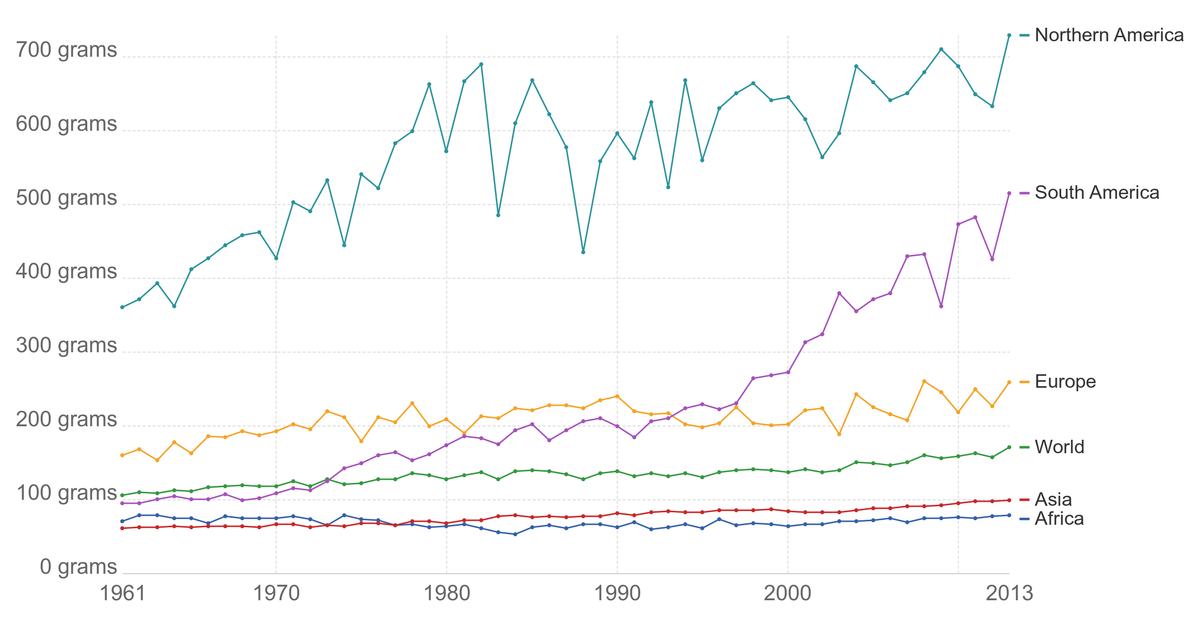 700 grams
600 grams
500 grams
400 grams
300 grams
200 grams
100 grams
0 grams
1961 1970 1980 1990 2000 2013
Northern America
South America
Europe
World
Asia
Africa